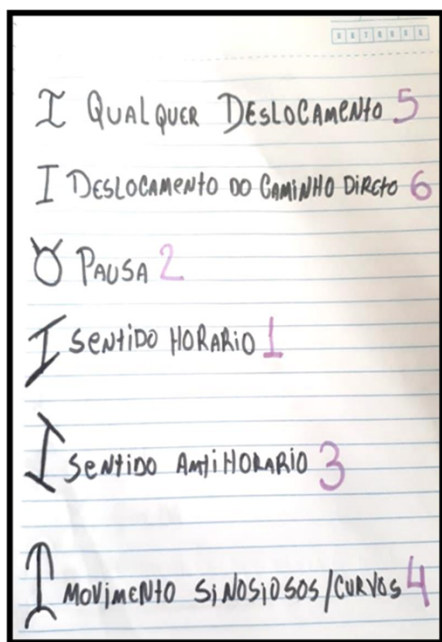 QUALQUER DESLOCAMENTO 5
DESLOCAMENTO DO CAMINHO DIRETO 6
PAUSA 2
SENTIDO HORARIO 1
SENTIDO ANTIHORARIO 3
MOVIMENTO SINOSIOSOS/CURVOS 4